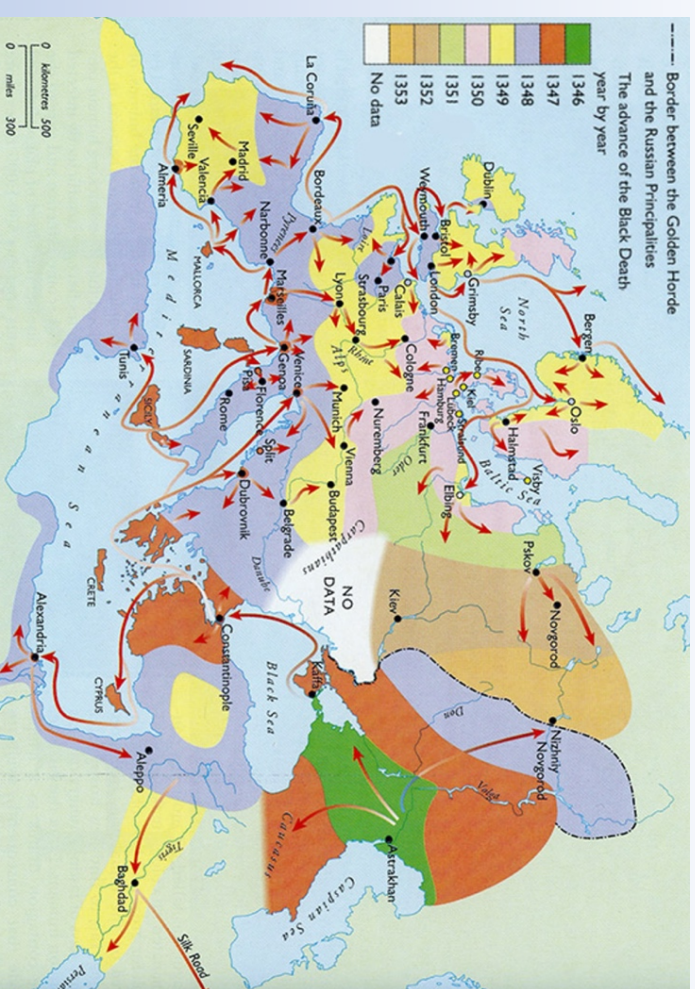 Border between the Golden Horde
and the Russian Principalities
The advance of the Black Death
year by year
1346
1347
1348
1349
1350
1351
1352
1353
No data
0 kilometres 500
0 miles 300
Bergen
Oslo
North
Sea
Dublin
Grimsby
Bristol
Weymouth
London
Calais
Ribe
Kiel
Bremen
Hamburg
Lübeck
Stralsund
Halmstad
Visby
Baltic Sea
Elbing
Pskov
Novgorod
Nizhniy
Novgorod
La Coruña
Bordeaux
Paris
Strasbourg
Cologne
Frankfurt
Nuremberg
Oder
Rhine
Kiev
Don
Volga
Lyon
Alps
Munich
Vienna
Budapest
Carpathians
NO
DATA
Astrakhan
Kaffa
Caucasus
Caspian Sea
Black Sea
Danube
Belgrade
Dubrovnik
Split
Venice
Genoa
Pisa
Florence
Rome
Marseilles
Narbonne
Pyrenees
Madrid
Valencia
Seville
Almeria
MALLORCA
SARDINIA
SICILY
Tunis
Mediterranean Sea
CRETE
CYPRUS
Constantinople
Alexandria
Aleppo
Tigris
Baghdad
Silk Road